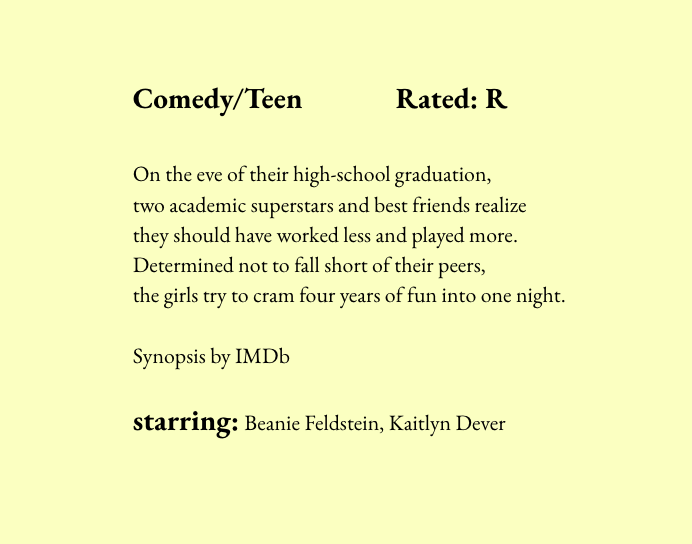 Comedy/Teen Rated: R
On the eve of their high-school graduation,
two academic superstars and best friends realize
they should have worked less and played more.
Determined not to fall short of their peers,
the girls try to cram four years of fun into one night.
Synopsis by IMDb
starring: Beanie Feldstein, Kaitlyn Dever